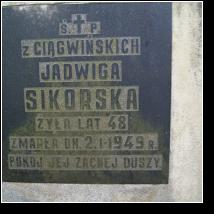 Ś. P.
Z CIĄGWIŃSKICH
JADWIGA
SIKORSKA
ŻYŁA LAT 48
ZMARŁA DN. 2.I.1949 R.
POKÓJ JEJ ZACNEJ DUSZY